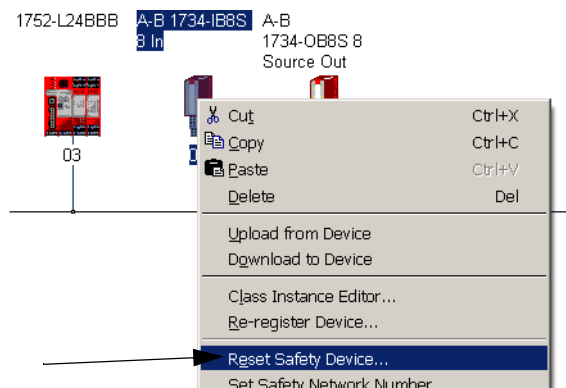 1752-L24BBB
A-B 1734-IB8S
8 In
A-B
1734-OB8S 8
Source Out
03
Cut Ctrl+X
Copy Ctrl+C
Paste Ctrl+V
Delete Del
Upload from Device
Download to Device
Class Instance Editor...
Re-register Device...
Reset Safety Device...
Set Safety Network Number